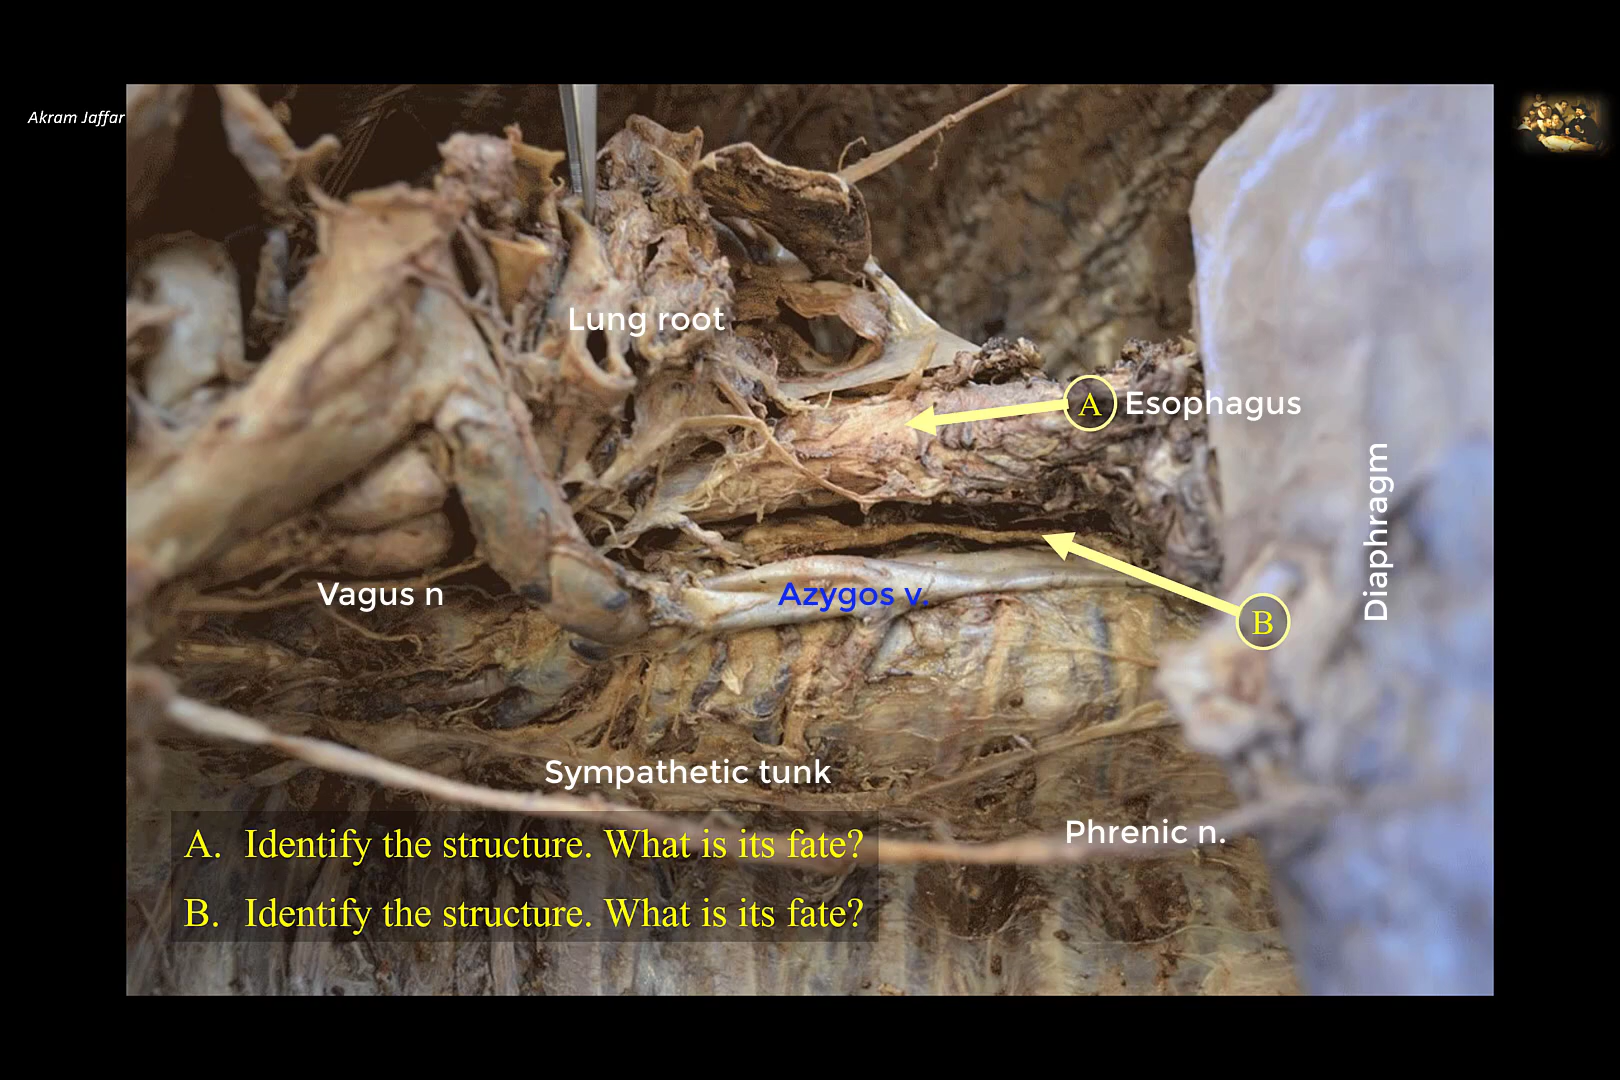 Akram Jaffar
Lung root
A Esophagus
Diaphragm
Vagus n
Azygos v.
B
Sympathetic tunk
Phrenic n.
A. Identify the structure. What is its fate?
B. Identify the structure. What is its fate?